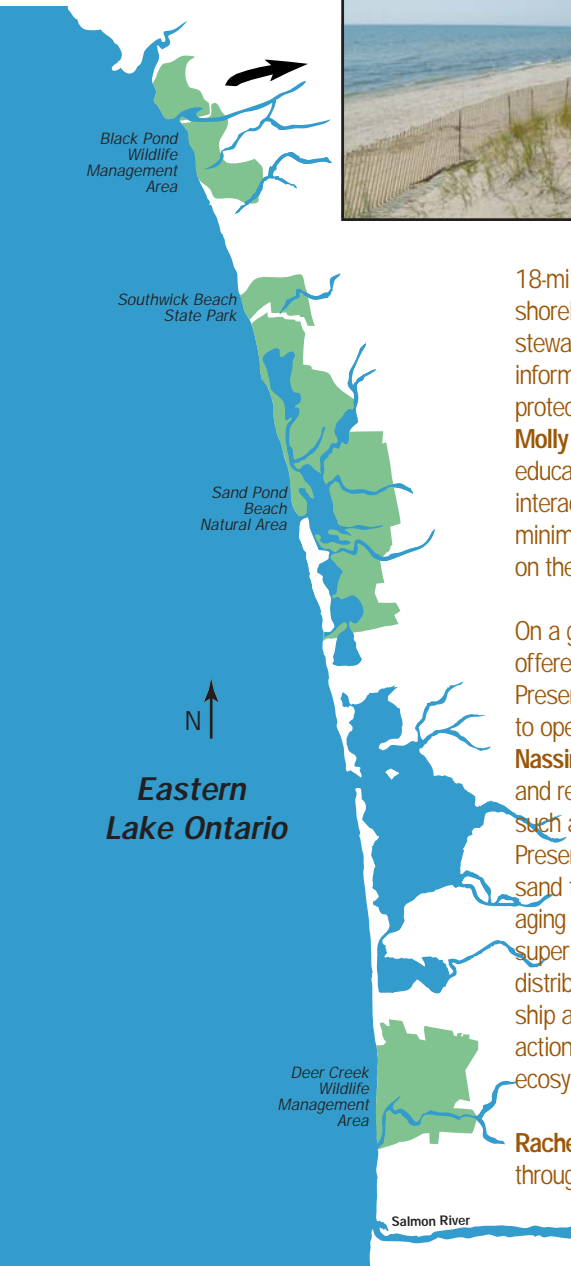 Black Pond
Wildlife
Management
Area
Southwick Beach
State Park
Sand Pond
Beach
Natural Area
N
Eastern
Lake Ontario
Deer Creek
Wildlife
Management
Area
Salmon River
18-mi
shorel
stewa
inform
protec
Molly
educa
interac
minim
on the
On a g
offere
Presen
to ope
Nassi
and re
such a
Presen
sand
aging
super
distrib
ship a
action
ecosy
Rache
throug